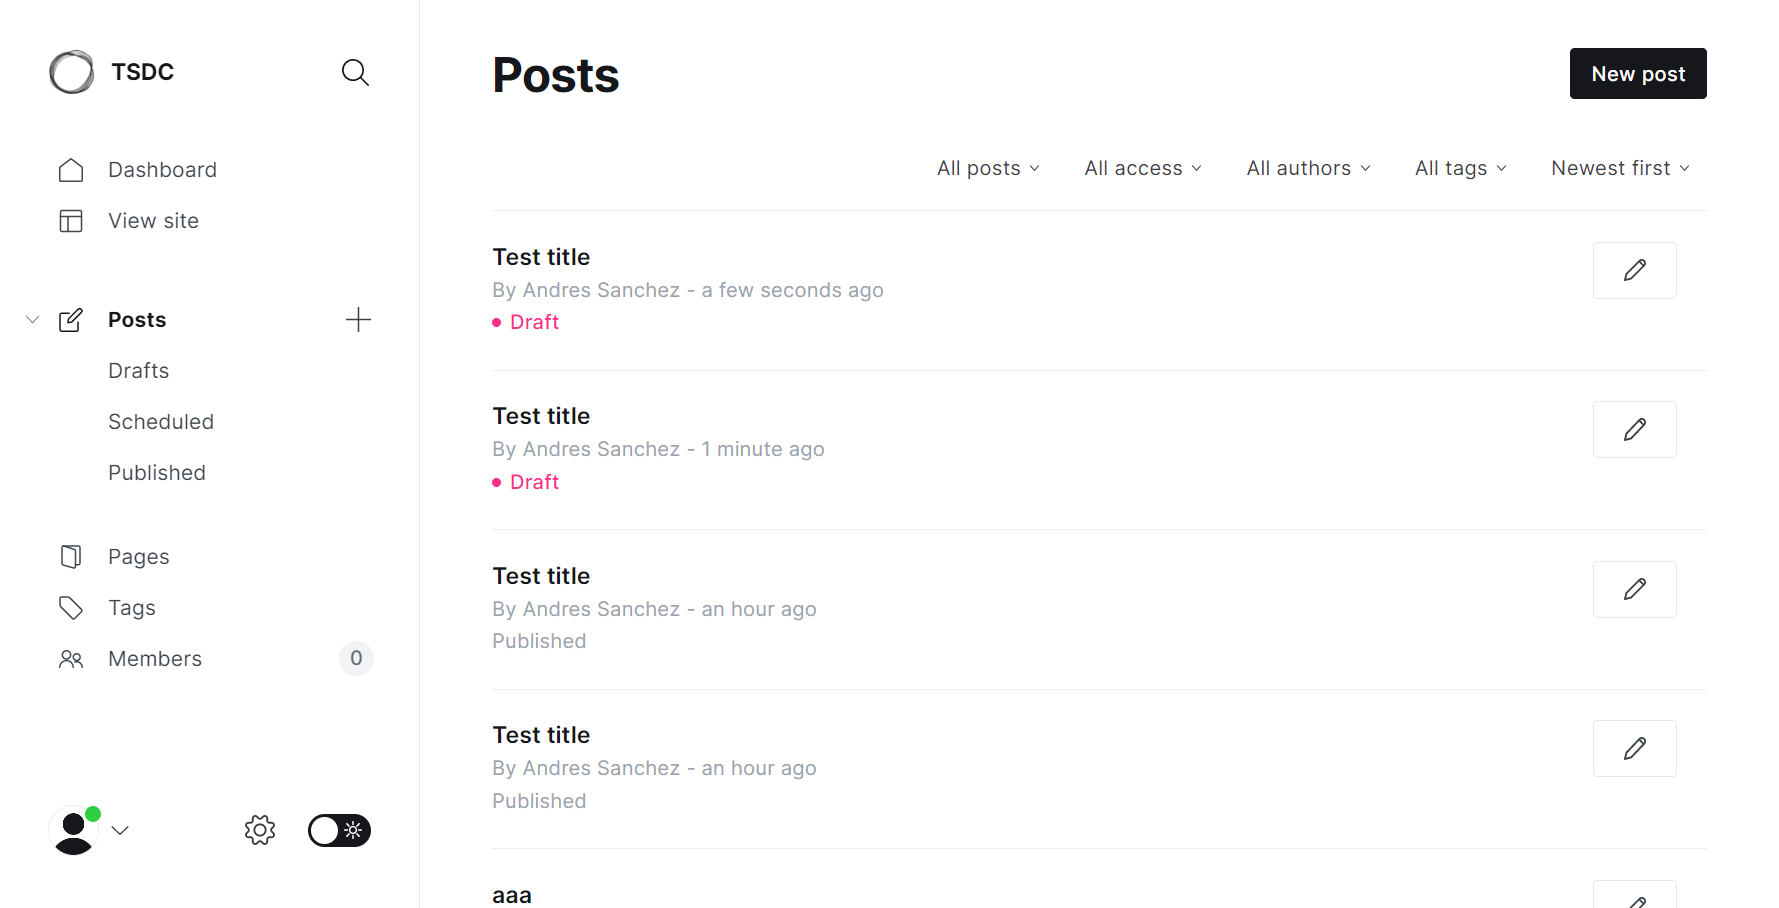 TSDC
Dashboard
View site
Posts
Drafts
Scheduled
Published
Pages
Tags
Members
0
Posts
New post
All posts
All access
All authors
All tags
Newest first
Test title
By Andres Sanchez - a few seconds ago
Draft
Test title
By Andres Sanchez - 1 minute ago
Draft
Test title
By Andres Sanchez - an hour ago
Published
Test title
By Andres Sanchez - an hour ago
Published
aaa